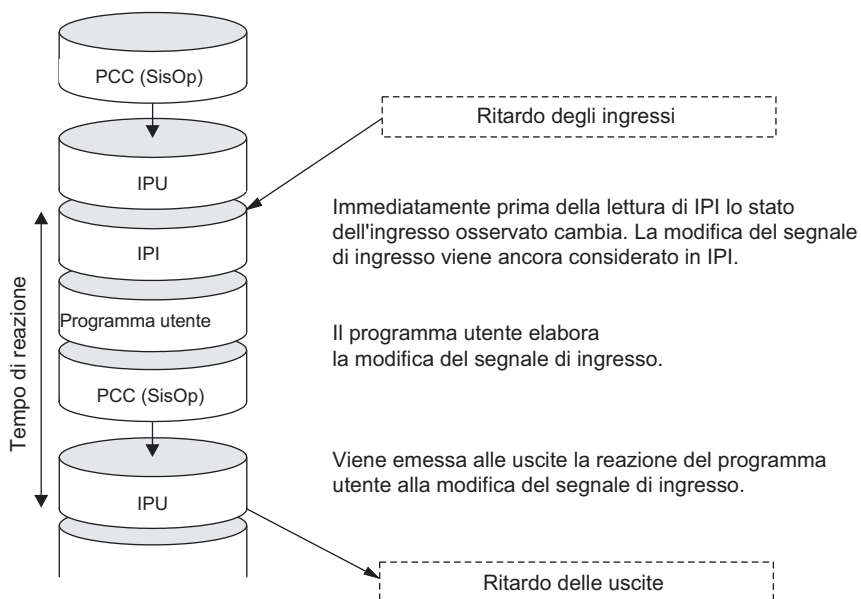 PCC (SisOp)
Ritardo degli ingressi
IPU
Immediatamente prima della lettura di IPI lo stato
dell'ingresso osservato cambia. La modifica del segnale
di ingresso viene ancora considerato in IPI.
IPI
Tempo di reazione
Programma utente
Il programma utente elabora
la modifica del segnale di ingresso.
PCC (SisOp)
Viene emessa alle uscite la reazione del programma
utente alla modifica del segnale di ingresso.
IPU
Ritardo delle uscite